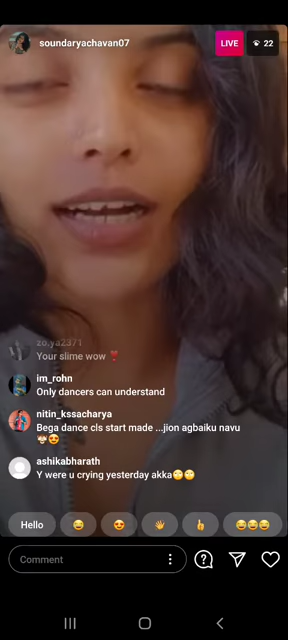 soundaryachavan07
LIVE
22
zo.ya2371
Your slime wow ❣️
im_rohn
Only dancers can understand
nitin_kssacharya
Bega dance cls start made ...jion agbaiku navu
😍
ashikabharath
Y were u crying yesterday akka🙄🙄
Hello 😂 😍 👋 👍 😂😂😂
Comment